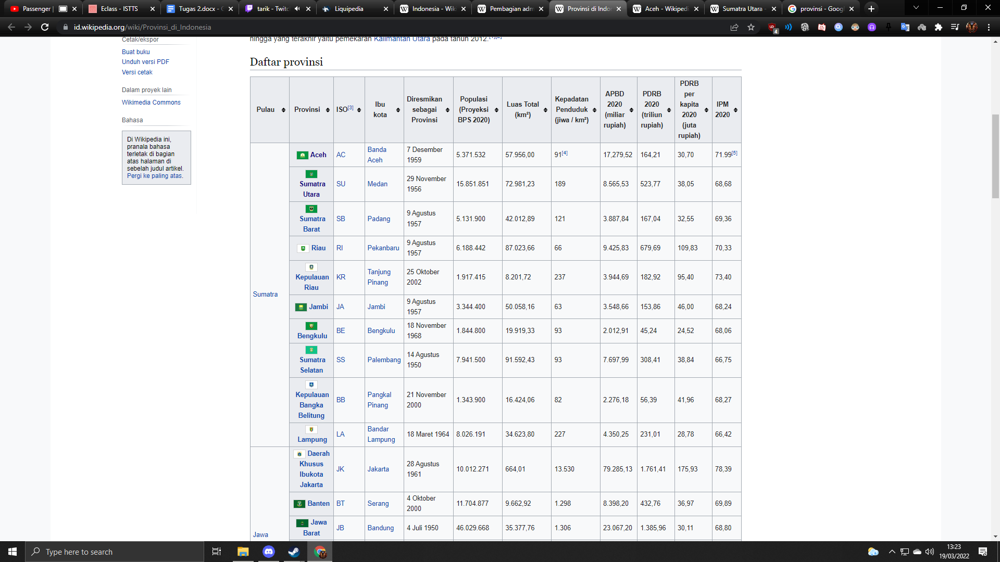 Passenger |
Eclass - ISTTS
Tugas 2.docx - G
tarik - Twitch
Liquipedia
Indonesia - Wik
Pembagian adm
Provinsi di Indon
Aceh - Wikipedi
Sumatra Utara -
provinsi - Googl
id.wikipedia.org/wiki/Provinsi_di_Indonesia
4
Cetak/ekspor
Buat buku
Unduh versi PDF
Versi cetak
Dalam proyek lain
Wikimedia Commons
Bahasa
Di Wikipedia ini,
pranala bahasa
terletak di bagian
atas halaman di
sebelah judul artikel.
Pergi ke paling atas.
hingga yang terakhir yaitu pemekaran Kalimantan Utara pada tahun 2012.[1][2]
Daftar provinsi
Pulau Provinsi ISO[3] Ibu kota Diresmikan sebagai Provinsi Populasi (Proyeksi BPS 2020) Luas Total (km²) Kepadatan Penduduk (jiwa / km²) APBD 2020 (miliar rupiah) PDRB 2020 (triliun rupiah) PDRB per kapita 2020 (juta rupiah) IPM 2020
Sumatra
Aceh AC Banda Aceh 7 Desember 1959 5.371.532 57.956,00 91[4] 17,279,52 164,21 30,70 71.99[5]
Sumatra Utara SU Medan 29 November 1956 15.851.851 72.981,23 189 8.565,53 523,77 38,05 68,68
Sumatra Barat SB Padang 9 Agustus 1957 5.131.900 42.012,89 121 3.887,84 167,04 32,55 69,36
Riau RI Pekanbaru 9 Agustus 1957 6.188.442 87.023,66 66 9.425,83 679,69 109,83 70,33
Kepulauan Riau KR Tanjung Pinang 25 Oktober 2002 1.917.415 8.201,72 237 3.944,69 182,92 95,40 73,40
Jambi JA Jambi 9 Agustus 1957 3.344.400 50.058,16 63 3.548,66 153,86 46,00 68,24
Bengkulu BE Bengkulu 18 November 1968 1.844.800 19.919,33 93 2.012,91 45,24 24,52 68,06
Sumatra Selatan SS Palembang 14 Agustus 1950 7.941.500 91.592,43 93 7.697,99 308,41 38,84 66,75
Kepulauan Bangka Belitung BB Pangkal Pinang 21 November 2000 1.343.900 16.424,06 82 2.276,18 56,39 41,96 68,27
Lampung LA Bandar Lampung 18 Maret 1964 8.026.191 34.623,80 227 4.350,25 231,01 28,78 66,42
Jawa
Daerah Khusus Ibukota Jakarta JK Jakarta 28 Agustus 1961 10.012.271 664,01 13.530 79.285,13 1.761,41 175,93 78,39
Banten BT Serang 4 Oktober 2000 11.704.877 9.662,92 1.298 8.398,20 432,76 36,97 69,89
Jawa Barat JB Bandung 4 Juli 1950 46.029.668 35.377,76 1.306 23.067,20 1.385,96 30,11 68,80
Type here to search
13:23
19/03/2022